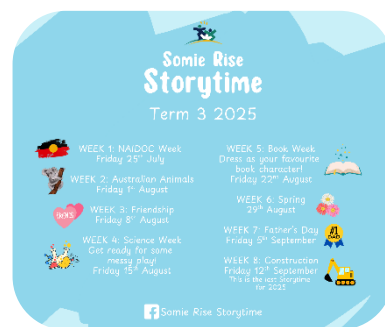 Somie Rise
Storytime
Term 3 2025
WEEK 1: NAIDOC Week
Friday 25th July
WEEK 2: Australian Animals
Friday 1st August
WEEK 3: Friendship
Friday 8th August
WEEK 4: Science Week
Get ready for some
messy play!
Friday 15th August
WEEK 5: Book Week
Dress as your favourite
book character!
Friday 22nd August
WEEK 6: Spring
29th August
WEEK 7: Father's Day
Friday 5th September
#1
DAD
WEEK 8: Construction
Friday 12th September
This is the last Storytime
for 2025
Somie Rise Storytime